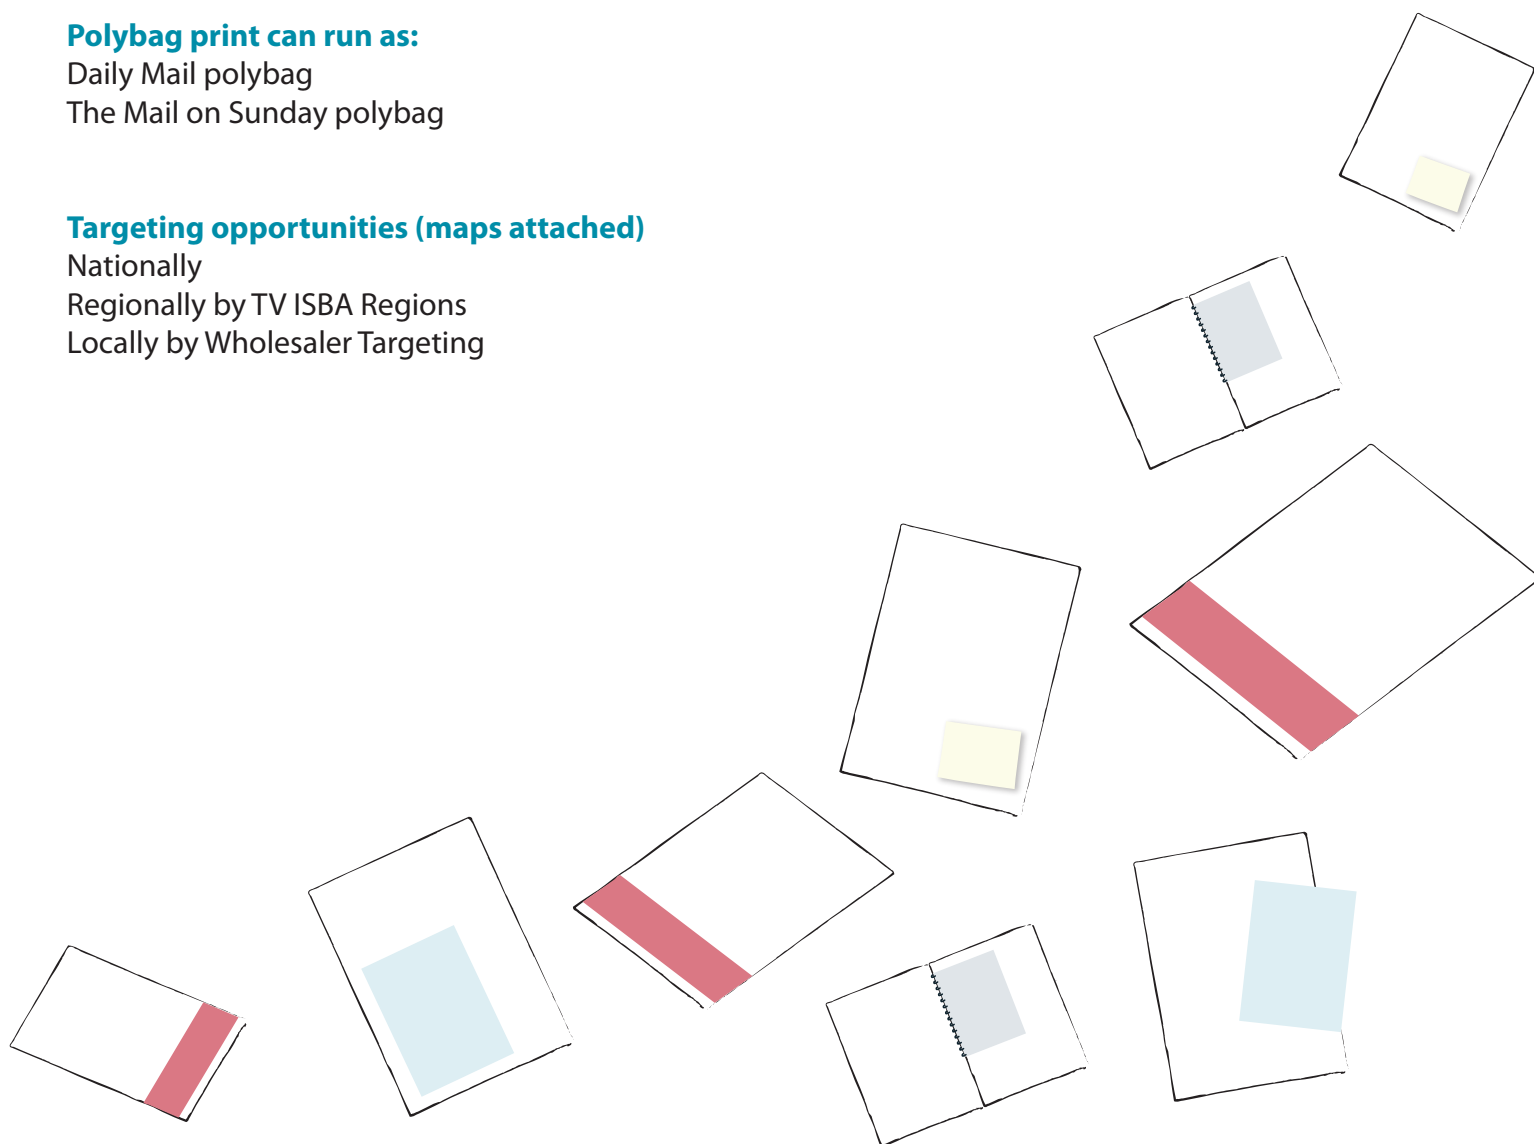 Polybag print can run as:
Daily Mail polybag
The Mail on Sunday polybag
Targeting opportunities (maps attached)
Nationally
Regionally by TV ISBA Regions
Locally by Wholesaler Targeting